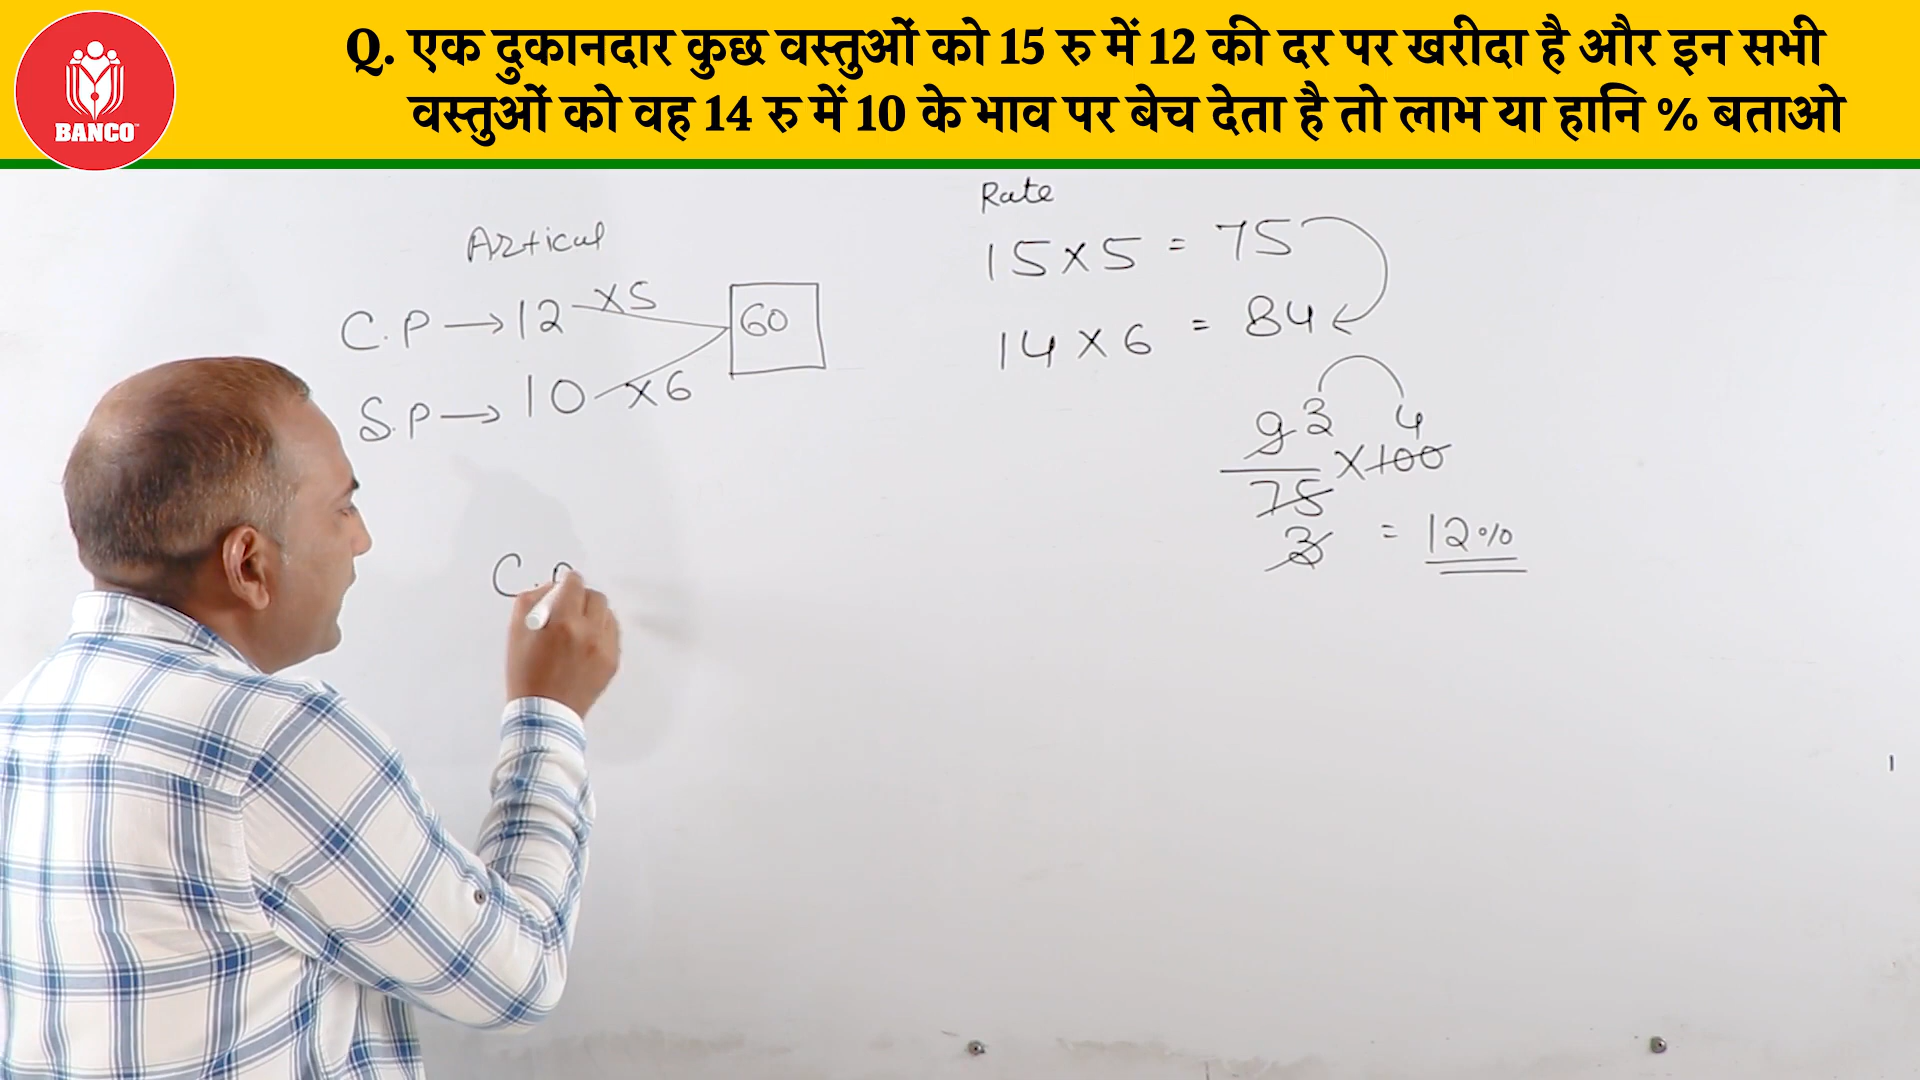 Q. एक दुकानदार कुछ वस्तुओं को 15 रु में 12 की दर पर खरीदा है और इन सभी
वस्तुओं को वह 14 रु में 10 के भाव पर बेच देता है तो लाभ या हानि % बताओ
BANCO
Rate
Artical
15 × 5 = 75
C.P → 12 ×5
60
14 × 6 = 84
S.P → 10 ×6
9 3 4
75 × 100
3 = 12%
C.P